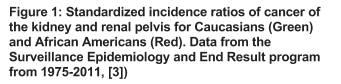 Figure 1: Standardized incidence ratios of cancer of
the kidney and renal pelvis for Caucasians (Green)
and African Americans (Red). Data from the
Surveillance Epidemiology and End Result program
from 1975-2011, [3])